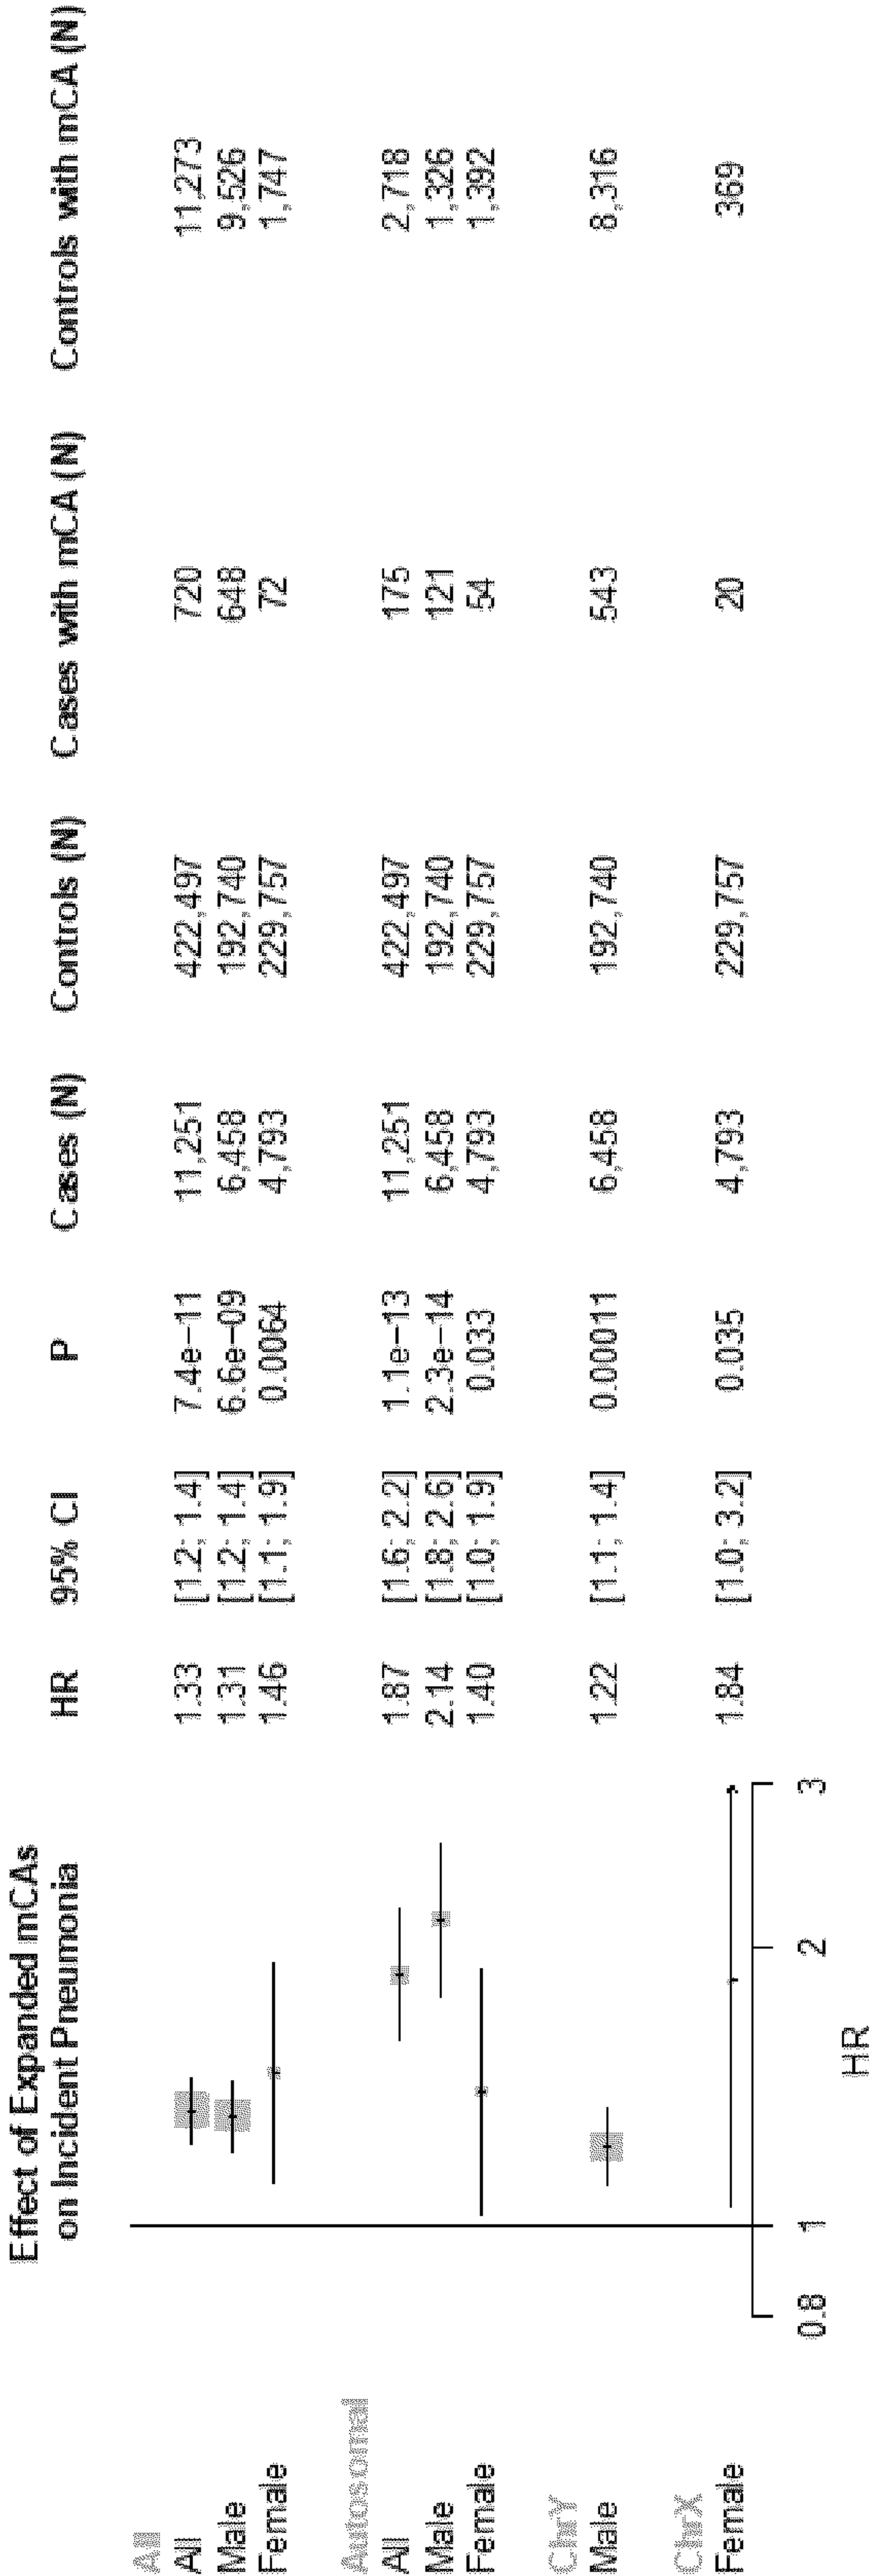 Effect of Expanded mCAs
on Incident Pneumonia
HR 95% CI P Cases (N) Controls (N) Cases with mCA (N) Controls with mCA (N)
All
All 1.33 [1.2; 1.4] 7.4e−11 11,251 422,497 720 11,273
Male 1.31 [1.2; 1.4] 6.6e−09 6,458 192,740 648 9,526
Female 1.46 [1.1; 1.9] 0.0064 4,793 229,757 72 1,747
Autosomal
All 1.87 [1.6; 2.2] 1.1e−13 11,251 422,497 175 2,718
Male 2.14 [1.8; 2.6] 2.3e−14 6,458 192,740 121 1,326
Female 1.40 [1.0; 1.9] 0.033 4,793 229,757 54 1,392
ChrY
Male 1.22 [1.1; 1.4] 0.00011 6,458 192,740 543 8,316
ChrX
Female 1.84 [1.0; 3.2] 0.035 4,793 229,757 20 369
0.8 1 2 3
HR